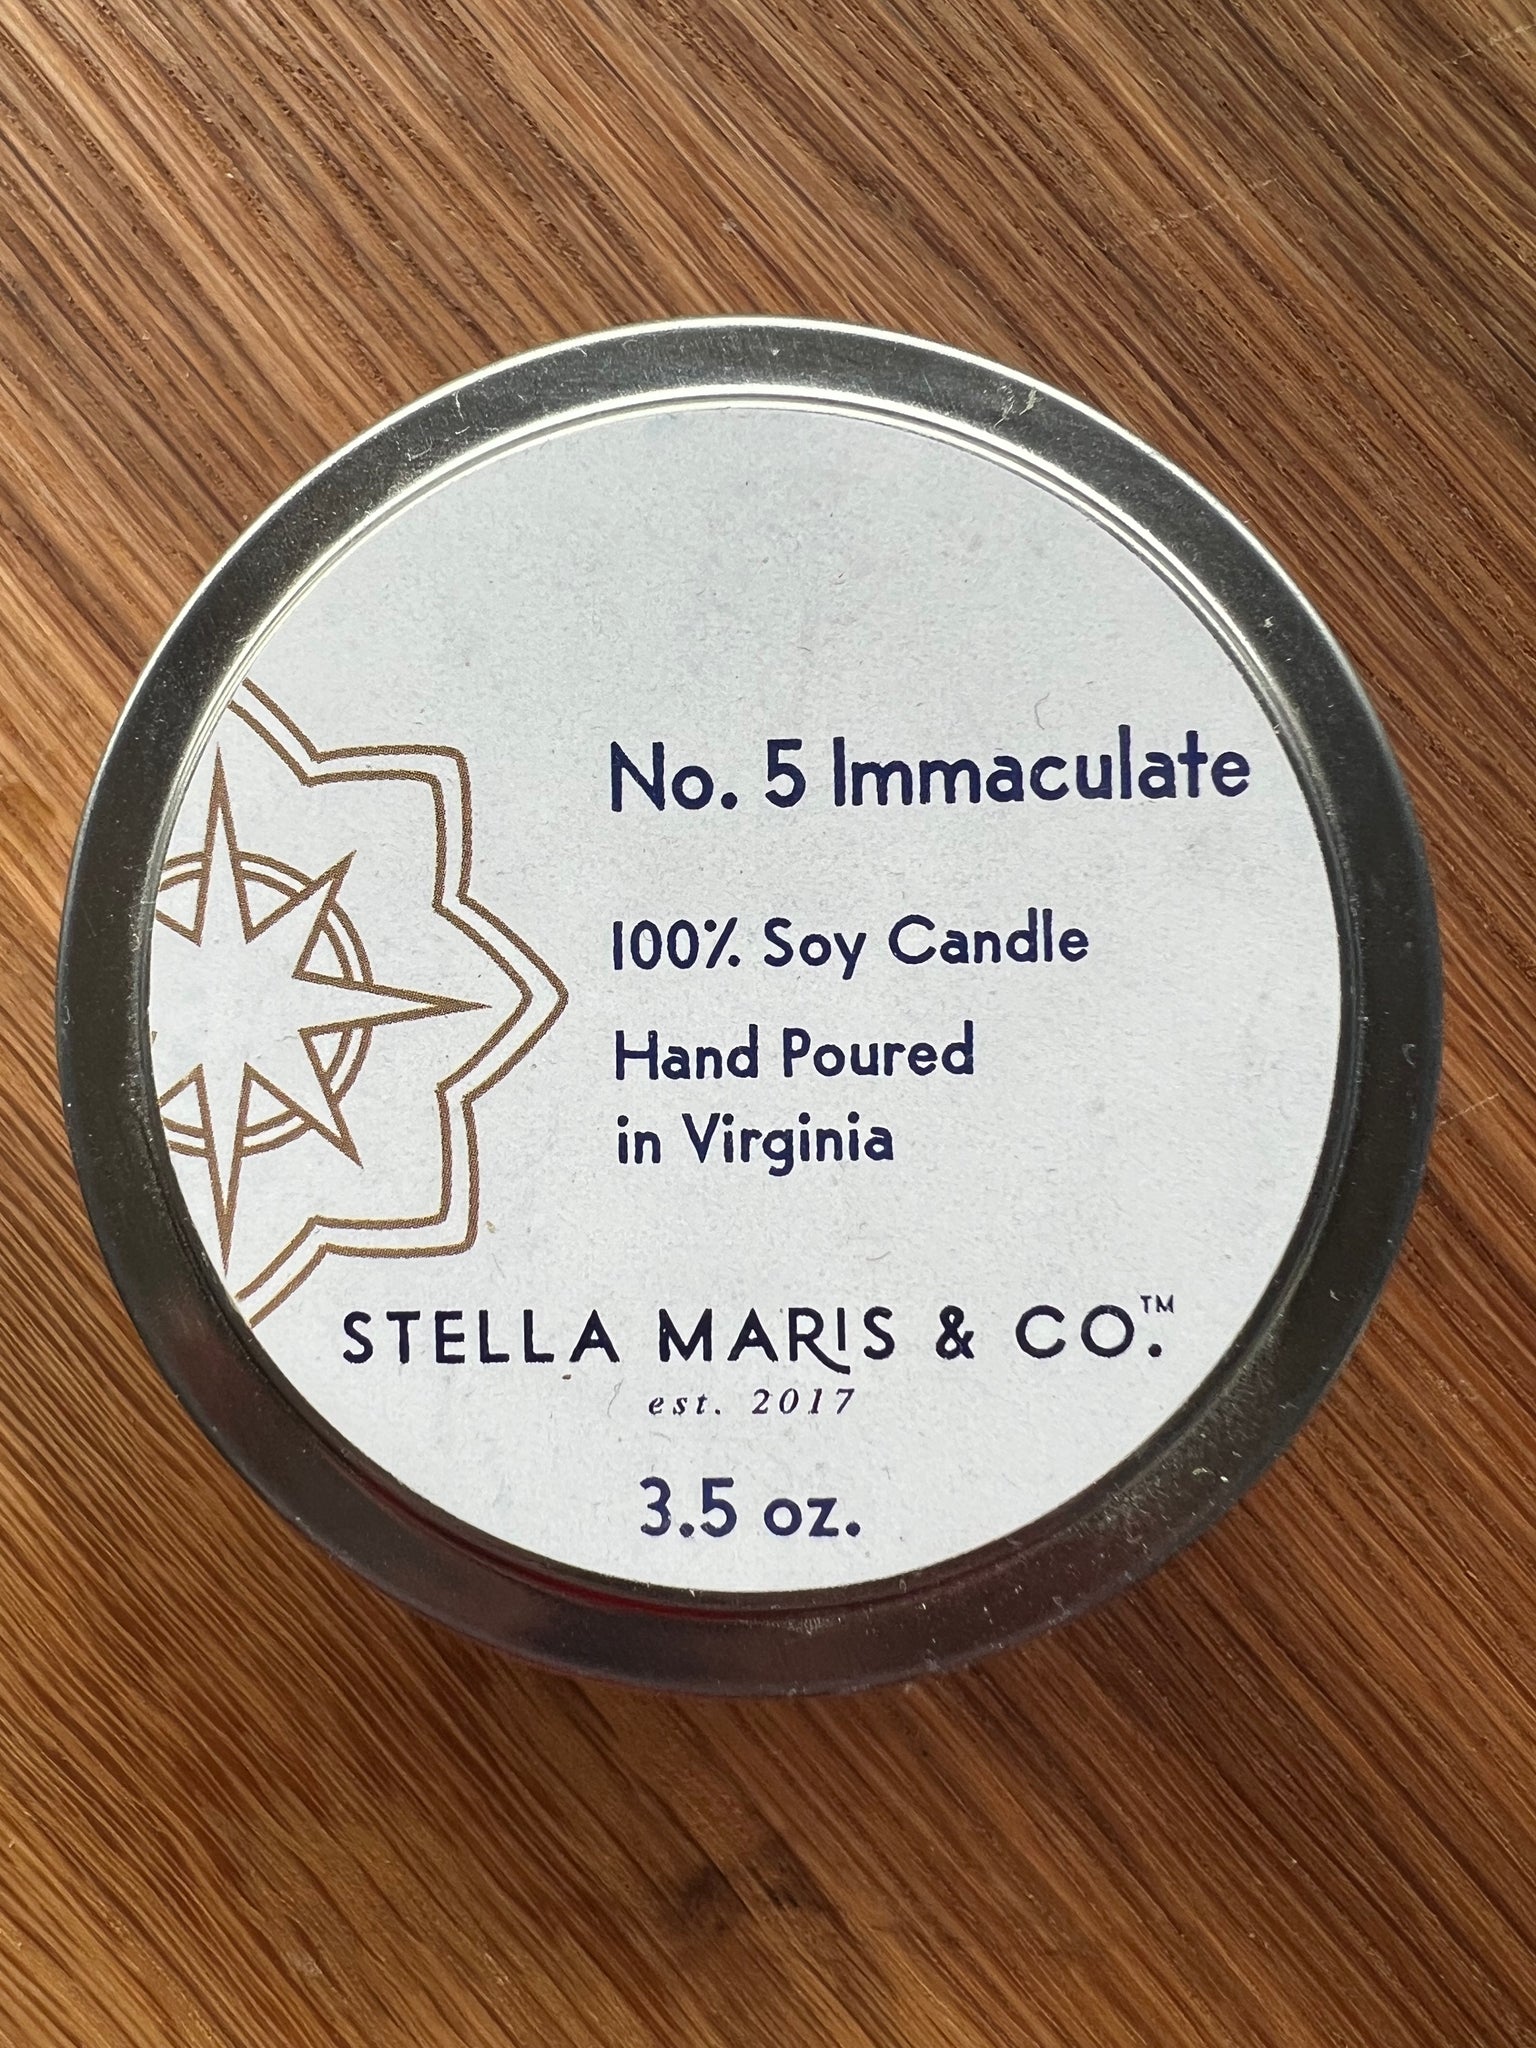 No. 5 Immaculate
100% Soy Candle
Hand Poured
in Virginia
STELLA MARIS & CO.™
est. 2017
3.5 oz.